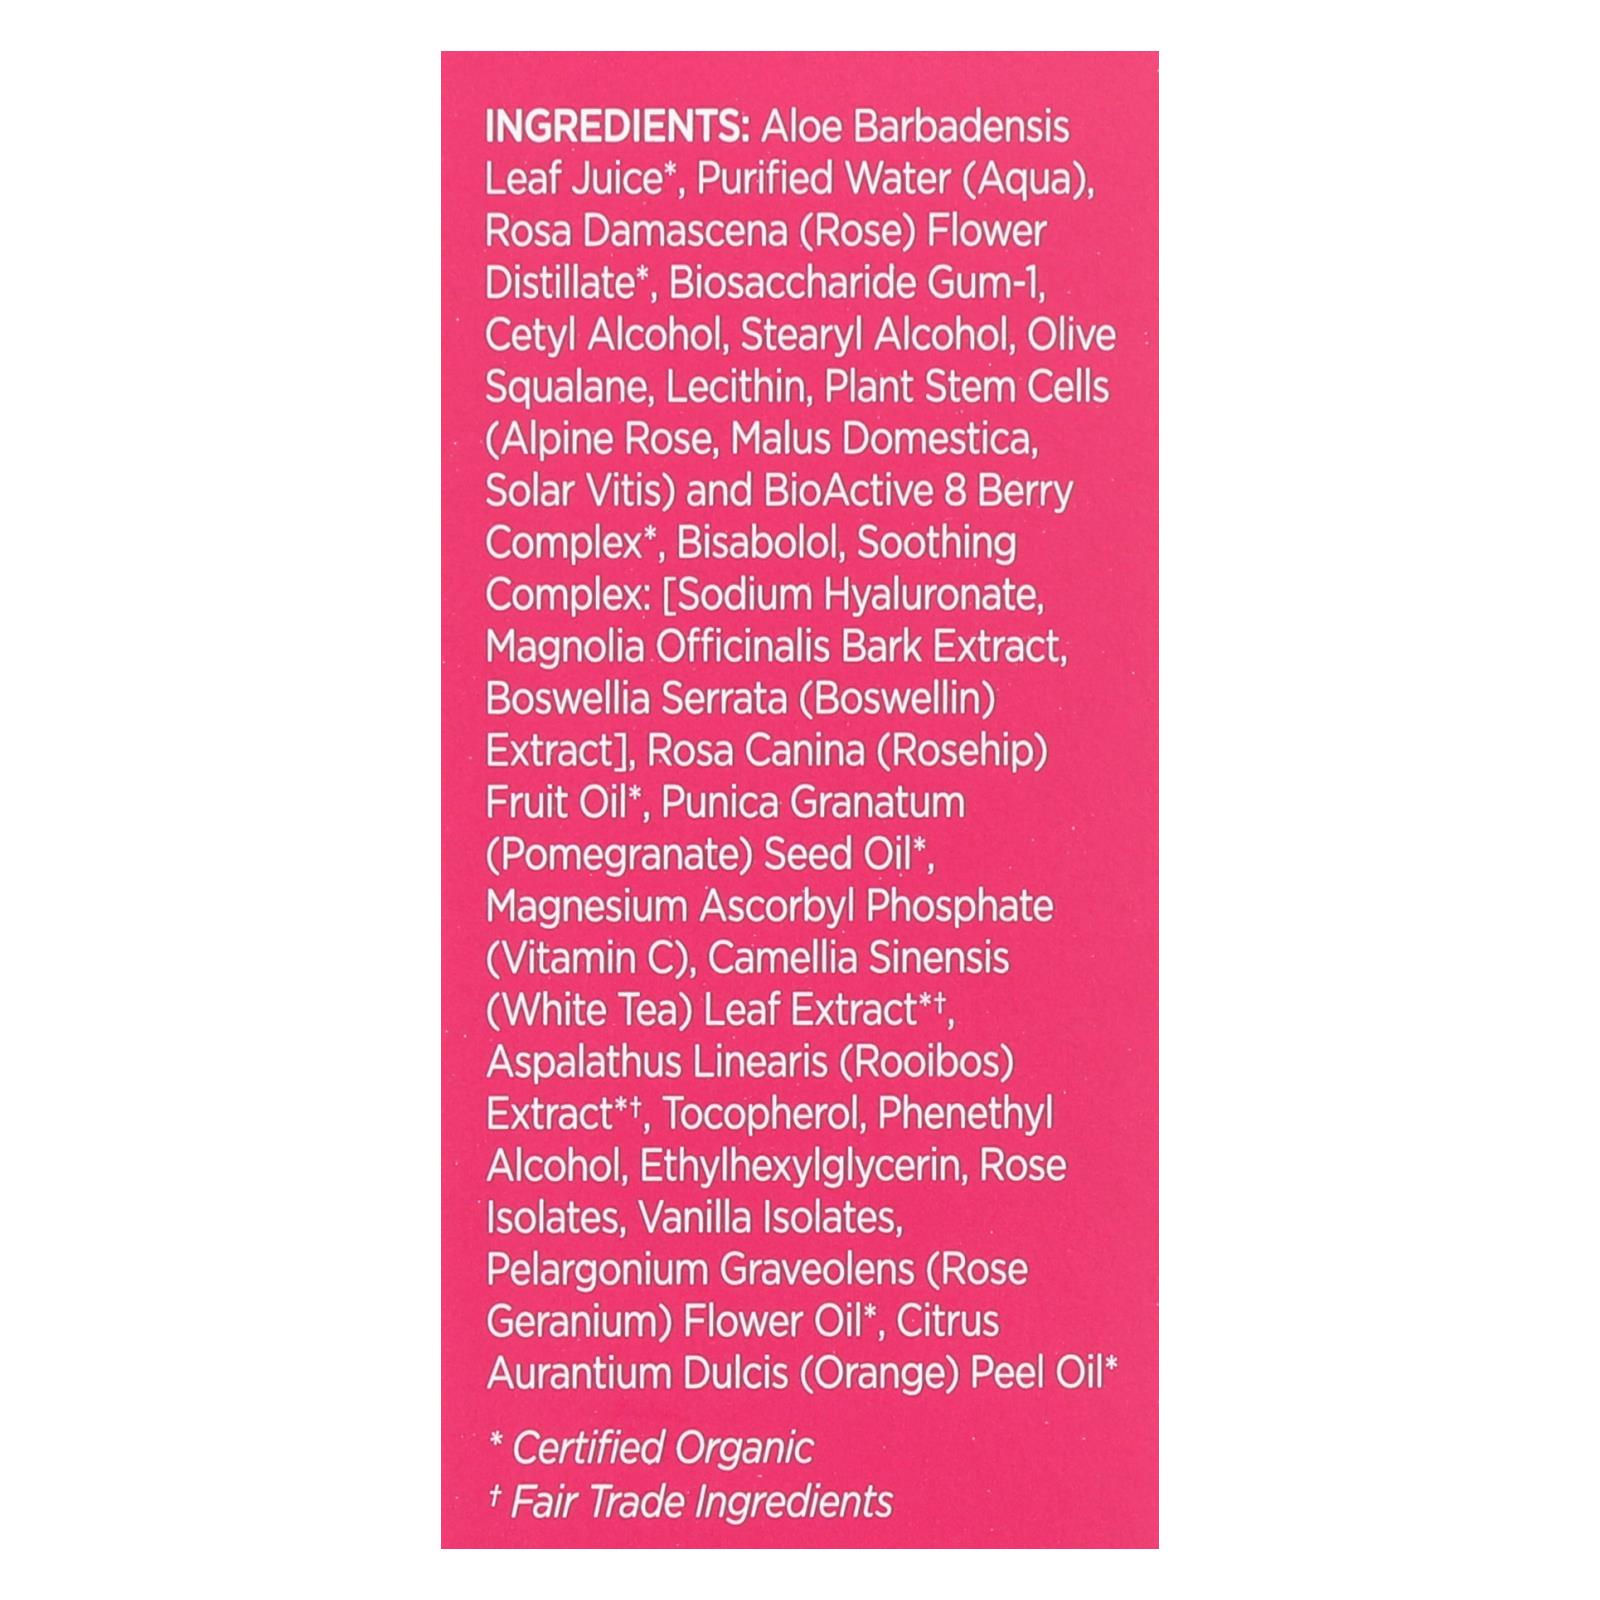 INGREDIENTS: Aloe Barbadensis
Leaf Juice*, Purified Water (Aqua),
Rosa Damascena (Rose) Flower
Distillate*, Biosaccharide Gum-1,
Cetyl Alcohol, Stearyl Alcohol, Olive
Squalane, Lecithin, Plant Stem Cells
(Alpine Rose, Malus Domestica,
Solar Vitis) and BioActive 8 Berry
Complex*, Bisabolol, Soothing
Complex: [Sodium Hyaluronate,
Magnolia Officinalis Bark Extract,
Boswellia Serrata (Boswellin)
Extract], Rosa Canina (Rosehip)
Fruit Oil*, Punica Granatum
(Pomegranate) Seed Oil*,
Magnesium Ascorbyl Phosphate
(Vitamin C), Camellia Sinensis
(White Tea) Leaf Extract*†,
Aspalathus Linearis (Rooibos)
Extract*†, Tocopherol, Phenethyl
Alcohol, Ethylhexylglycerin, Rose
Isolates, Vanilla Isolates,
Pelargonium Graveolens (Rose
Geranium) Flower Oil*, Citrus
Aurantium Dulcis (Orange) Peel Oil*
* Certified Organic
† Fair Trade Ingredients